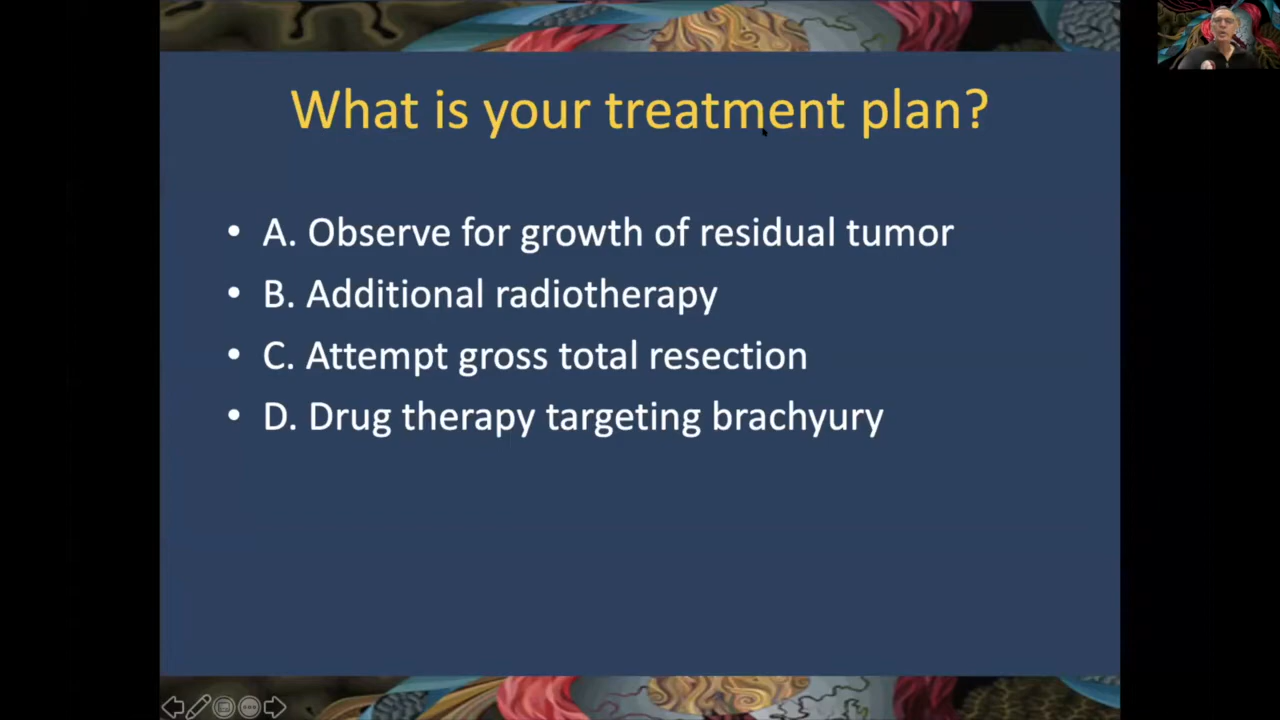 What is your treatment plan?
• A. Observe for growth of residual tumor
• B. Additional radiotherapy
• C. Attempt gross total resection
• D. Drug therapy targeting brachyury